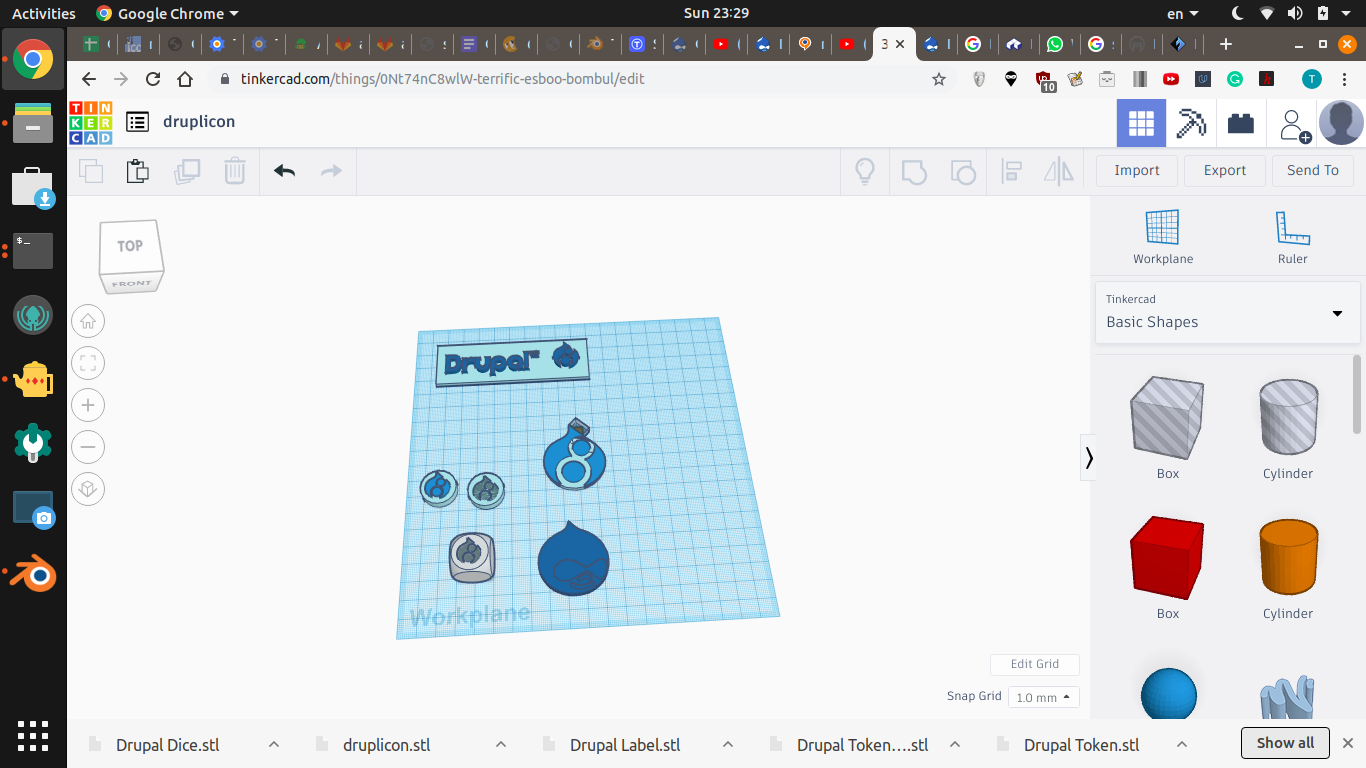 Activities
Google Chrome
Sun 23:29
en
3
10
T
tinkercad.com/things/0Nt74nC8wlW-terrific-esboo-bombul/edit
TIN
KER
CAD
druplicon
Import
Export
Send To
TOP
FRONT
Workplane
Ruler
Tinkercad
Basic Shapes
Drupal™
8
Box
Cylinder
Box
Cylinder
Workplane
Edit Grid
Snap Grid
1.0 mm
Drupal Dice.stl
druplicon.stl
Drupal Label.stl
Drupal Token....stl
Drupal Token.stl
Show all